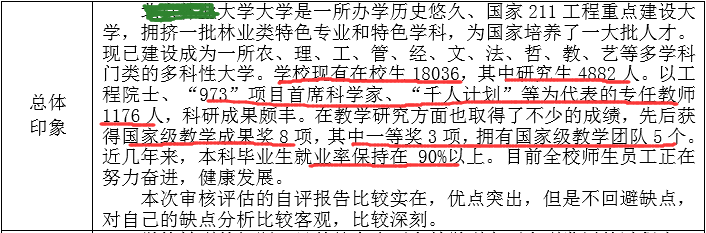 总体
印象
大学大学是一所办学历史悠久、国家 211 工程重点建设大
学，拥挤一批林业类特色专业和特色学科，为国家培养了一大批人才。
现已建设成为一所农、理、工、管、经、文、法、哲、教、艺等多学科
门类的多科性大学。学校现有在校生 18036，其中研究生 4882 人。以工
程院士、“973”项目首席科学家、“千人计划”等为代表的专任教师
1176 人，科研成果颇丰。在教学研究方面也取得了不少的成绩，先后获
得国家级教学成果奖 8 项，其中一等奖 3 项，拥有国家级教学团队 5 个。
近几年来，本科毕业生就业率保持在 90%以上。目前全校师生员工正在
努力奋进，健康发展。
本次审核评估的自评报告比较实在，优点突出，但是不回避缺点，
对自己的缺点分析比较客观，比较深刻。